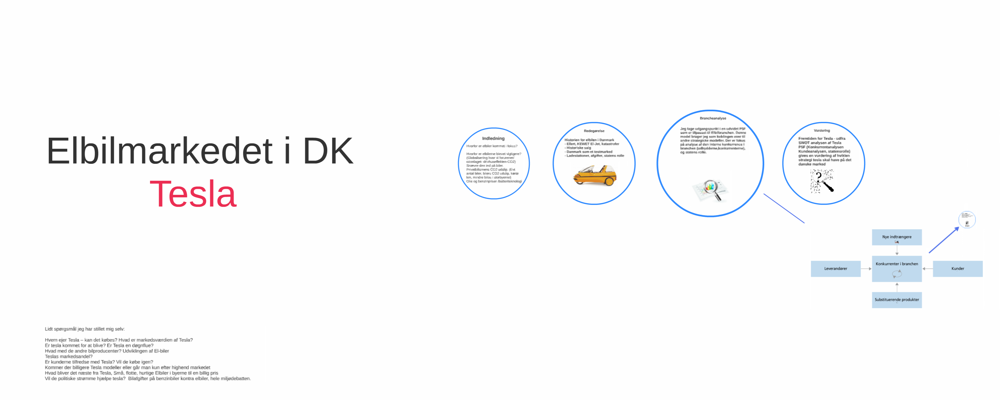 Elbilmarkedet i DK
Tesla
Indledning
Hvorfor er elbiler kommet i fokus?
Hvorfor er elbilerne blevet vigtigere?
(Globalisering hvor vi forurener/
ozonlaget- drivhuseffekten-CO2)
Snævre den ind på biler.
Privatbilismens CO2 udslip. (Evt
antal biler, bilers CO2 udslip, kørte
km, mindre bilos i storbyerne)
Olie og benzinpriser /batteriteknologi
Redegørelse
Historien for elbilen i Danmark
- Ellert, KEWET El-Jet, katastrofer
- Historiske salg
- Danmark som et testmarked
- Ladestationer, afgifter, statens rolle
Brancheanalyse
Jeg tage udgangspunkt i en udvidet P5F
som er tilpasset til Elbilbranchen. Denne
model bruger jeg som koblingen over til
andre strategiske modeller. Der er fokus
på analyse af den interne konkurrence i
branchen (udbydderne,konkurrenterne),
og statens rolle.
Vurdering
Fremtiden for Tesla - udfra
SWOT analysen af Tesla
P5F (Konkurrentanalysen
Kundeanalysen, statensrolle)
gives en vurdering af hviklen
strategi tesla skal have på det
danske marked
Nye indtrængere
Leverandører
Konkurrenter i branchen
Kunder
Substituerende produkter
Lidt spørgsmål jeg har stillet mig selv:
Hvem ejer Tesla – kan det købes? Hvad er markedsværdien af Tesla?
Er tesla kommet for at blive? Er Tesla en døgnflue?
Hvad med de andre bilproducenter? Udviklingen af El-biler
Teslas markedsandel?
Er kunderne tilfredse med Tesla? Vil de købe igen?
Kommer der billigere Tesla modeller eller går man kun efter highend markedet
Hvad bliver det næste fra Tesla, Små, flotte, hurtige Elbiler i byerne til en billig pris
Vil de politiske strømme hjælpe tesla?  Bilafgifter på benzinbiler kontra elbiler, hele miljødebatten.